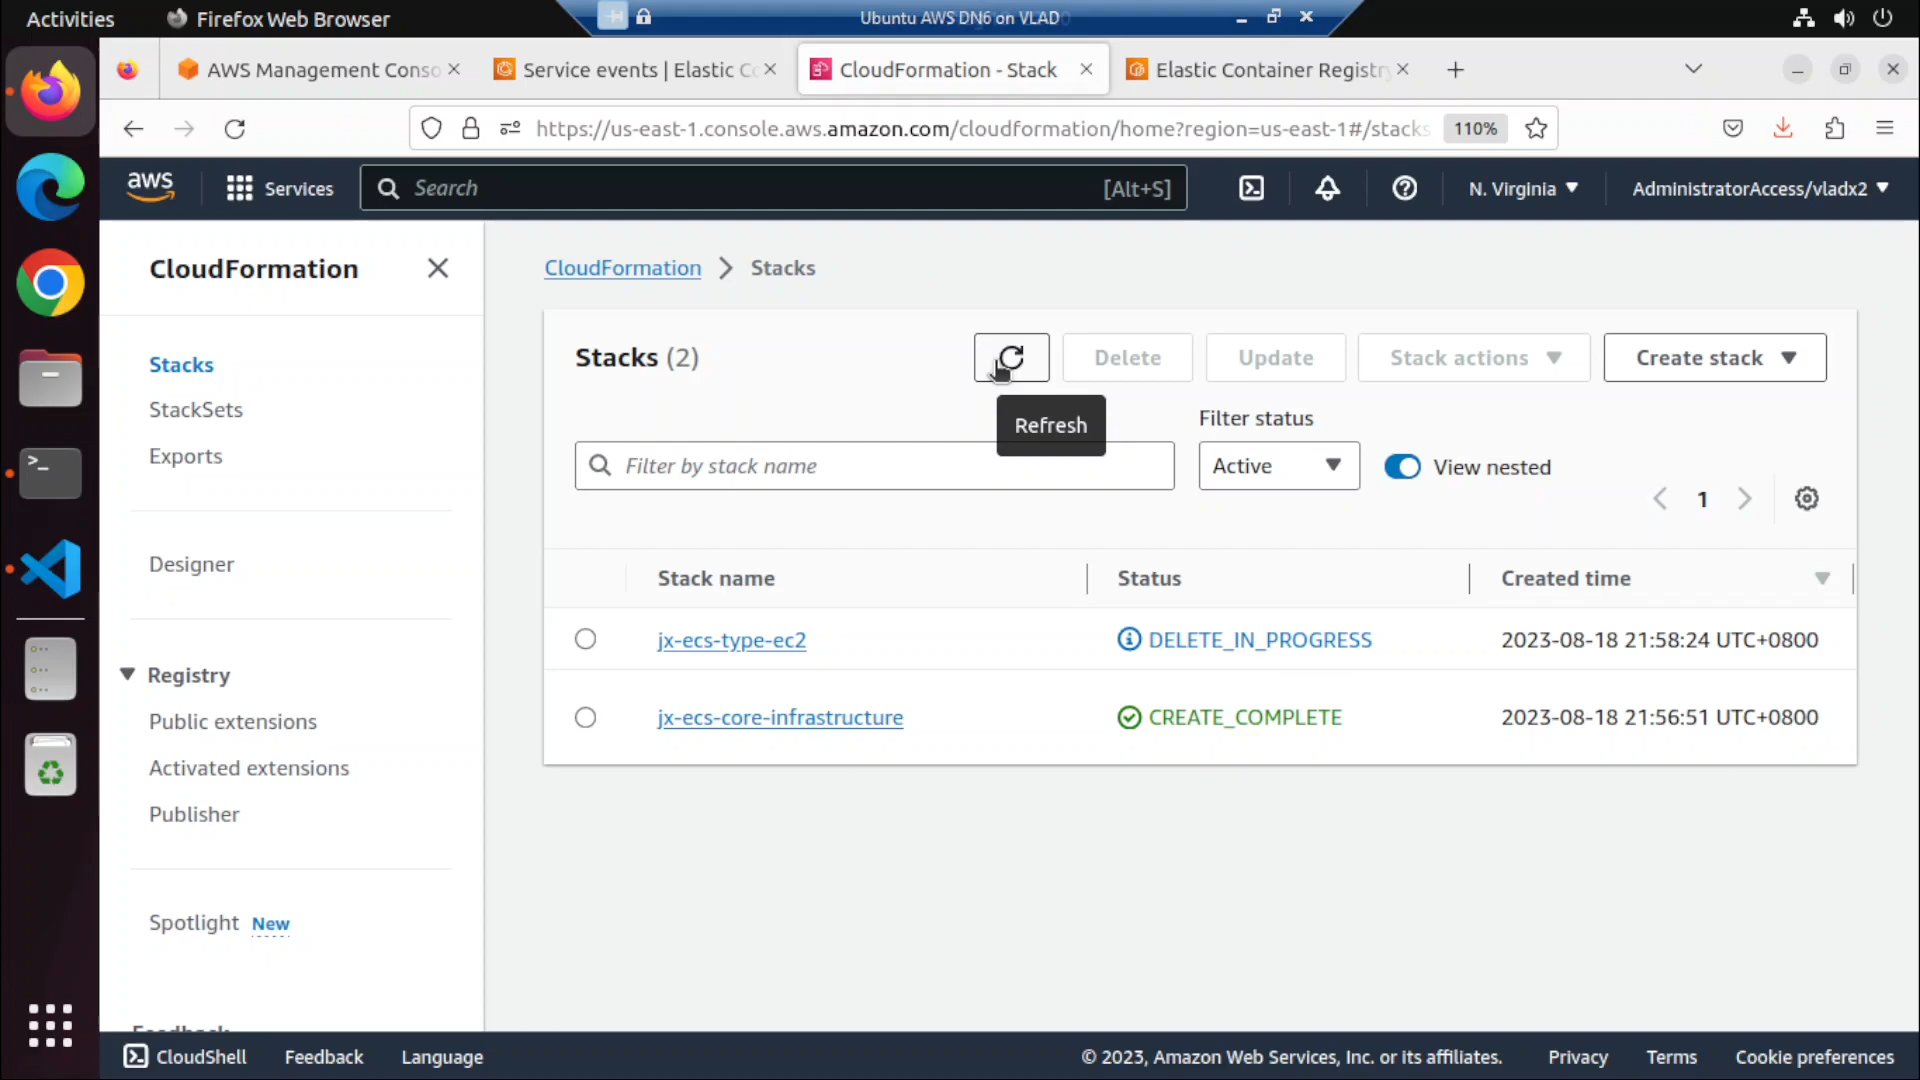 Activities
Firefox Web Browser
Ubuntu AWS DN6 on VLAD
AWS Management Conso
Service events | Elastic Co
CloudFormation - Stack
Elastic Container Registry
https://us-east-1.console.aws.amazon.com/cloudformation/home?region=us-east-1#/stacks
110%
aws
Services
Search
[Alt+S]
N. Virginia
AdministratorAccess/vladx2
CloudFormation
Stacks
StackSets
Exports
Designer
Registry
Public extensions
Activated extensions
Publisher
Spotlight New
Feedback
CloudFormation > Stacks
Stacks (2)
Delete
Update
Stack actions
Create stack
Refresh
Filter by stack name
Filter status
Active
View nested
1
Stack name
Status
Created time
jx-ecs-type-ec2
DELETE_IN_PROGRESS
2023-08-18 21:58:24 UTC+0800
jx-ecs-core-infrastructure
CREATE_COMPLETE
2023-08-18 21:56:51 UTC+0800
CloudShell
Feedback
Language
© 2023, Amazon Web Services, Inc. or its affiliates.
Privacy
Terms
Cookie preferences